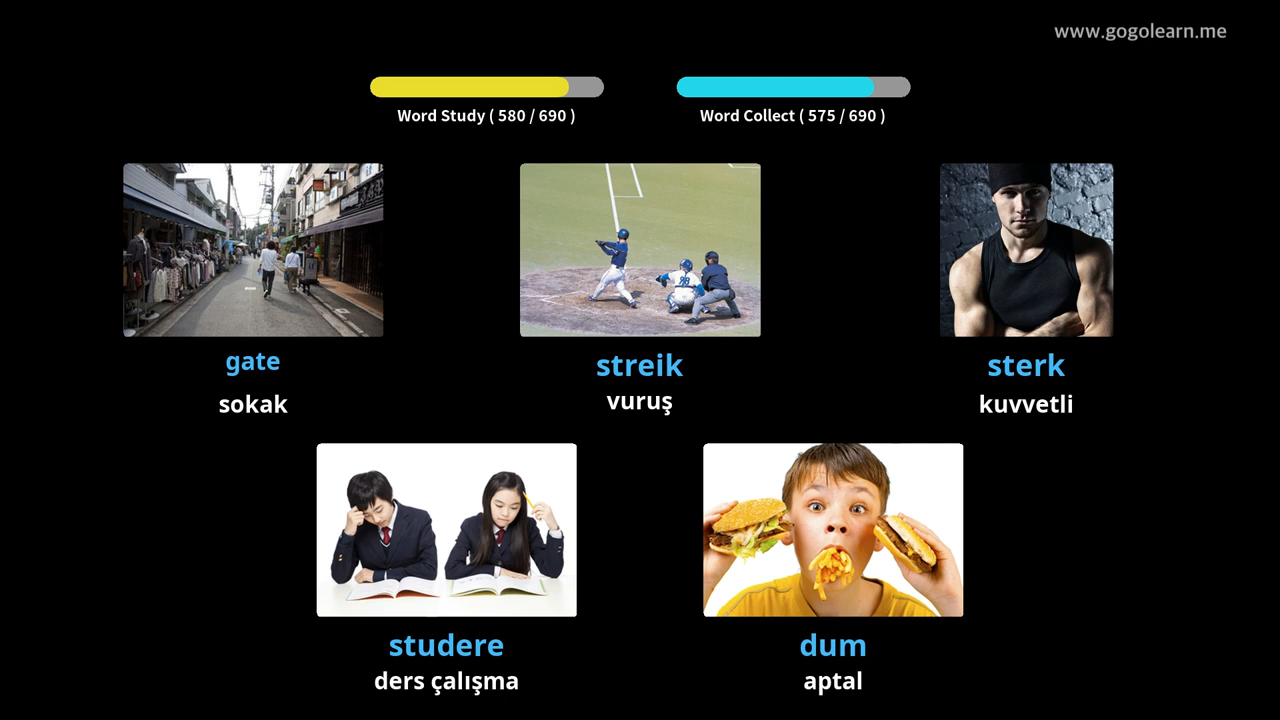 www.gogolearn.me
Word Study ( 580 / 690 )
Word Collect ( 575 / 690 )
gate
sokak
streik
vuruş
sterk
kuvvetli
studere
ders çalışma
dum
aptal